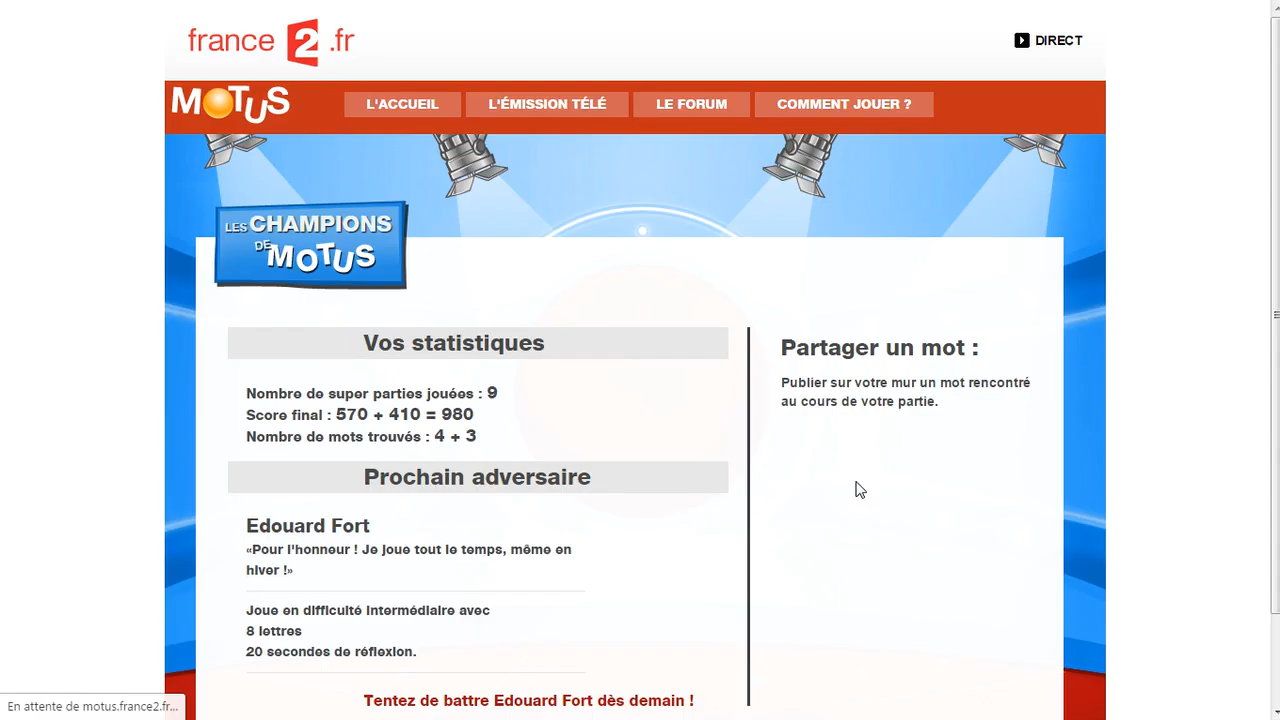 france 2 .fr
DIRECT
MOTUS
L'ACCUEIL
L'ÉMISSION TÉLÉ
LE FORUM
COMMENT JOUER ?
LES CHAMPIONS
DE MOTUS
Vos statistiques
Nombre de super parties jouées : 9
Score final : 570 + 410 = 980
Nombre de mots trouvés : 4 + 3
Prochain adversaire
Edouard Fort
«Pour l'honneur ! Je joue tout le temps, même en
hiver !»
Joue en difficulté intermédiaire avec
8 lettres
20 secondes de réflexion.
Tentez de battre Edouard Fort dès demain !
Partager un mot :
Publier sur votre mur un mot rencontré
au cours de votre partie.
En attente de motus.france2.fr...